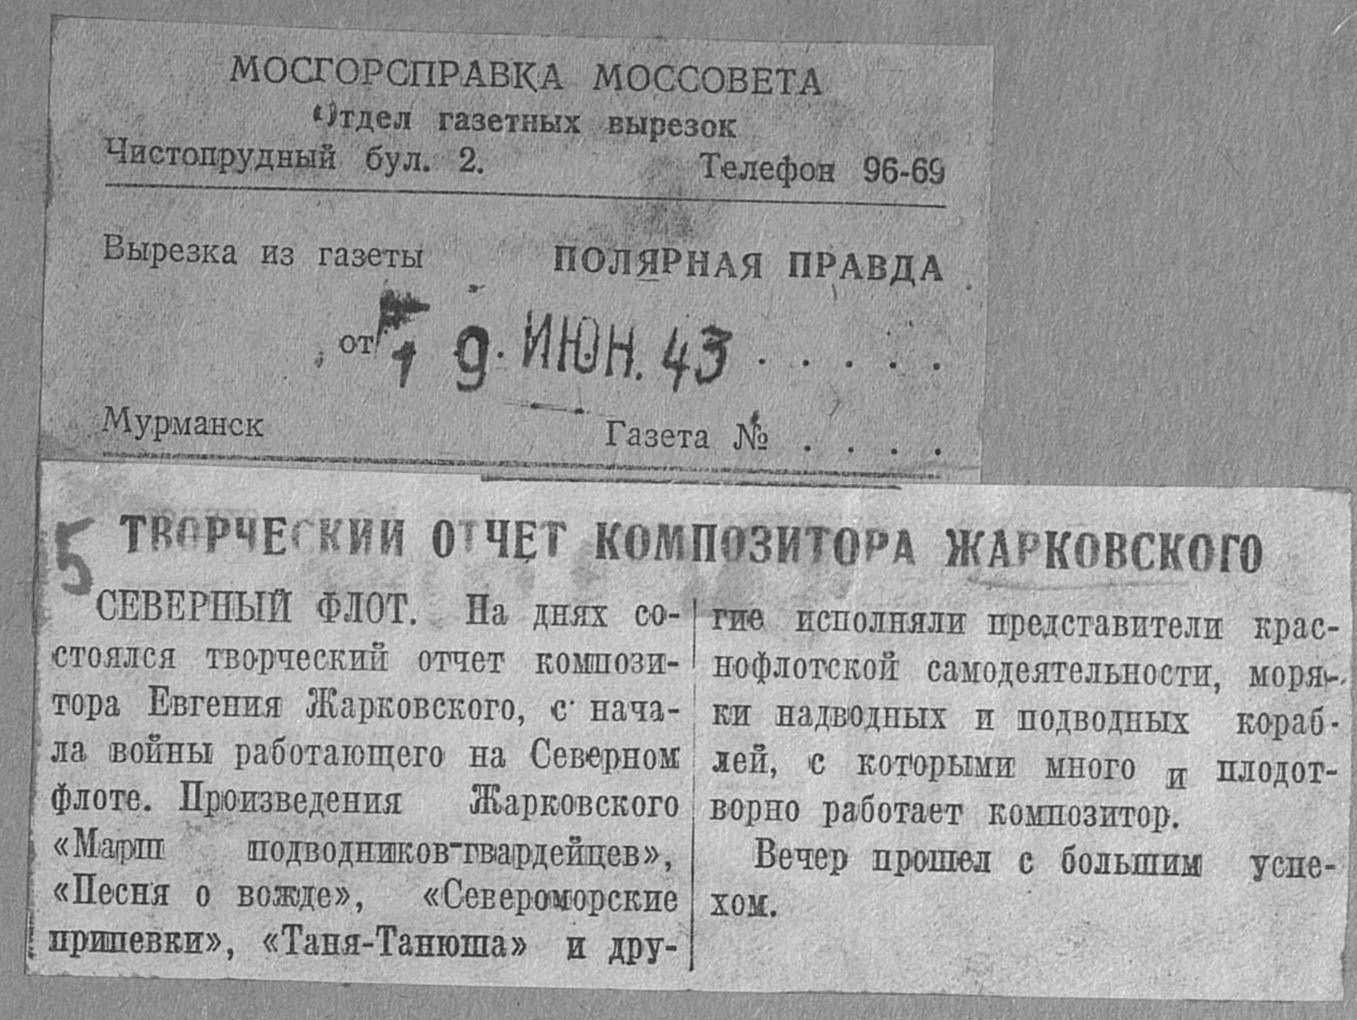 МОСГОРСПРАВКА МОССОВЕТА
Отдел газетных вырезок
Чистопрудный бул. 2. Телефон 96-69
Вырезка из газеты ПОЛЯРНАЯ ПРАВДА
от 1 9. ИЮН. 43 . . . . .
Мурманск Газета № . . . .
5
ТВОРЧЕСКИЙ ОТЧЕТ КОМПОЗИТОРА ЖАРКОВСКОГО
СЕВЕРНЫЙ ФЛОТ. На днях со-
стоялся творческий отчет компози-
тора Евгения Жарковского, с нача-
ла войны работающего на Северном
флоте. Произведения Жарковского
«Марш подводников-гвардейцев»,
«Песня о вожде», «Североморские
припевки», «Таня-Танюша» и дру-
гие исполняли представители крас-
нофлотской самодеятельности, моря-
ки надводных и подводных кораб-
лей, с которыми много и плодот-
ворно работает композитор.
Вечер прошел с большим успе-
хом.